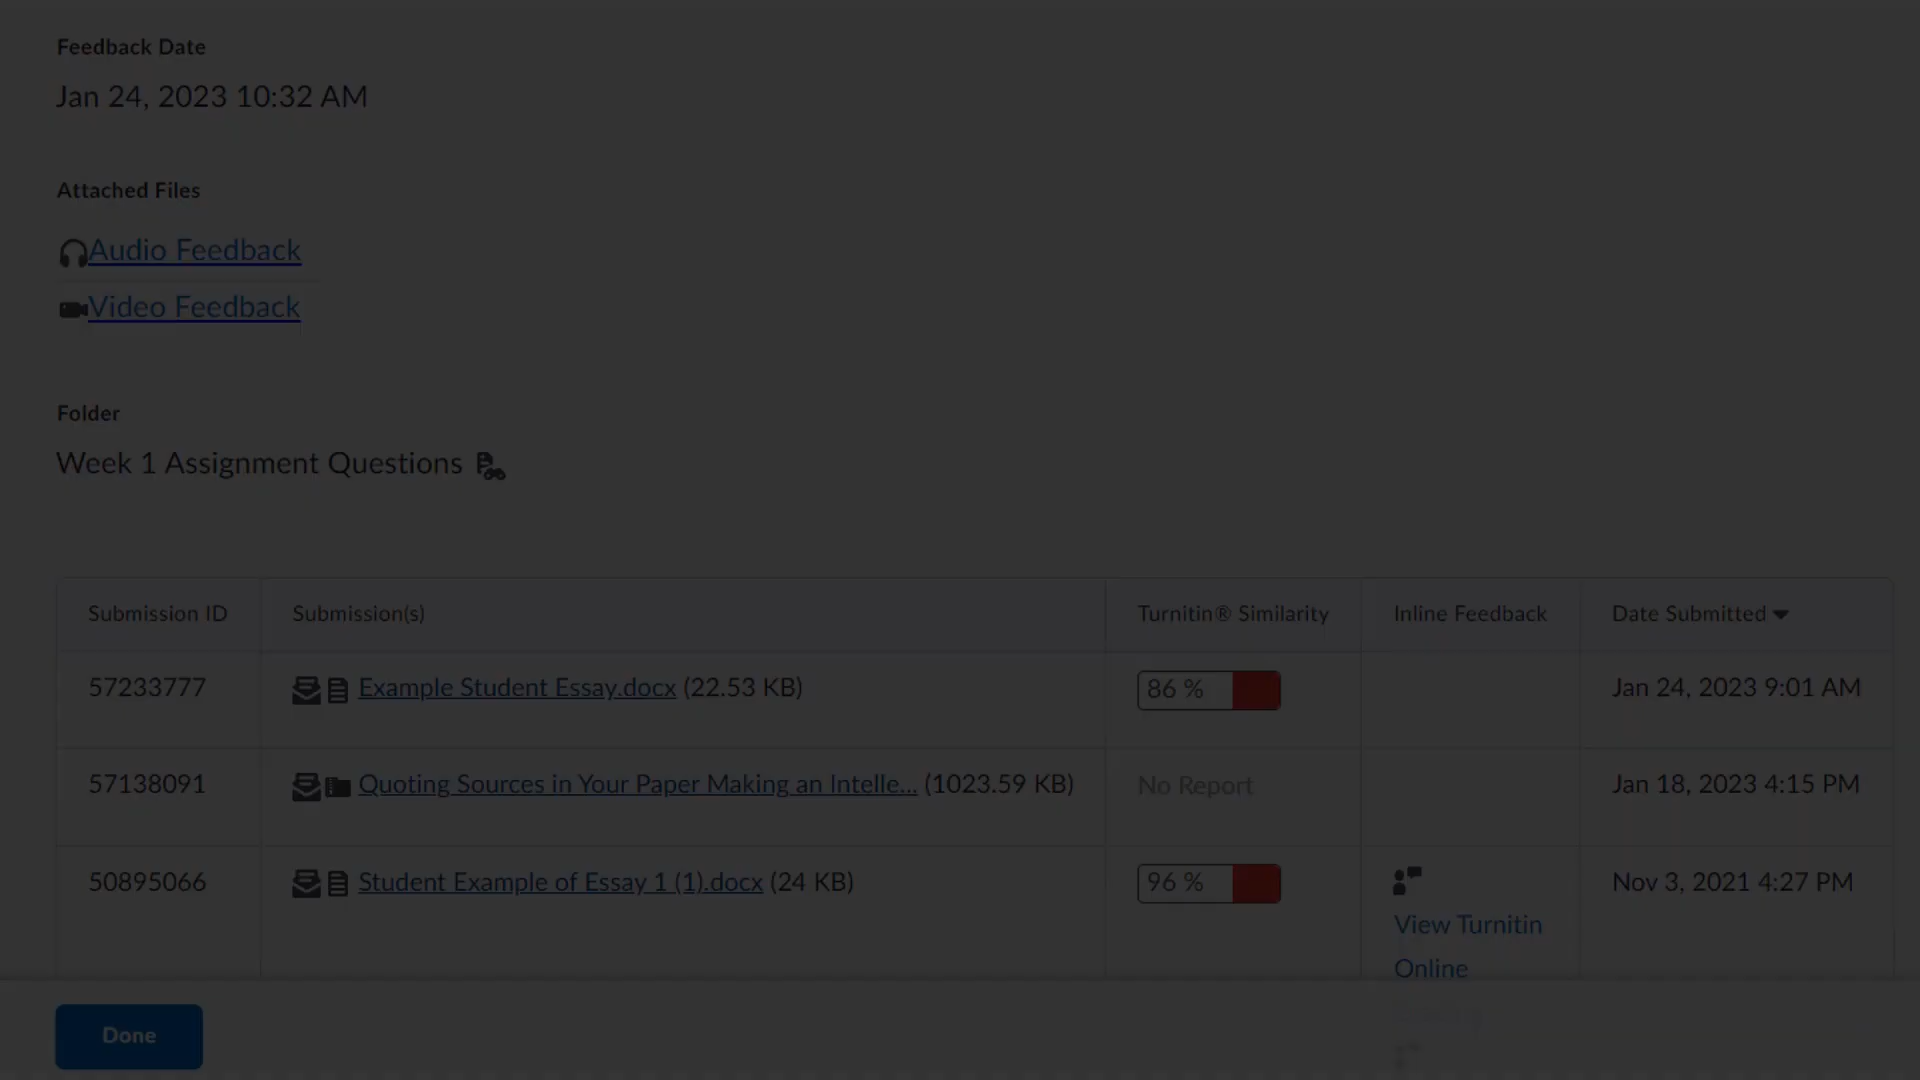 Feedback Date
Jan 24, 2023 10:32 AM
Attached Files
Audio Feedback
Video Feedback
Folder
Week 1 Assignment Questions
Submission ID Submission(s) Turnitin® Similarity Inline Feedback Date Submitted
57233777 Example Student Essay.docx (22.53 KB) 86 % Jan 24, 2023 9:01 AM
57138091 Quoting Sources in Your Paper Making an Intelle... (1023.59 KB) No Report Jan 18, 2023 4:15 PM
50895066 Student Example of Essay 1 (1).docx (24 KB) 96 % Nov 3, 2021 4:27 PM
View Turnitin
Online
Done